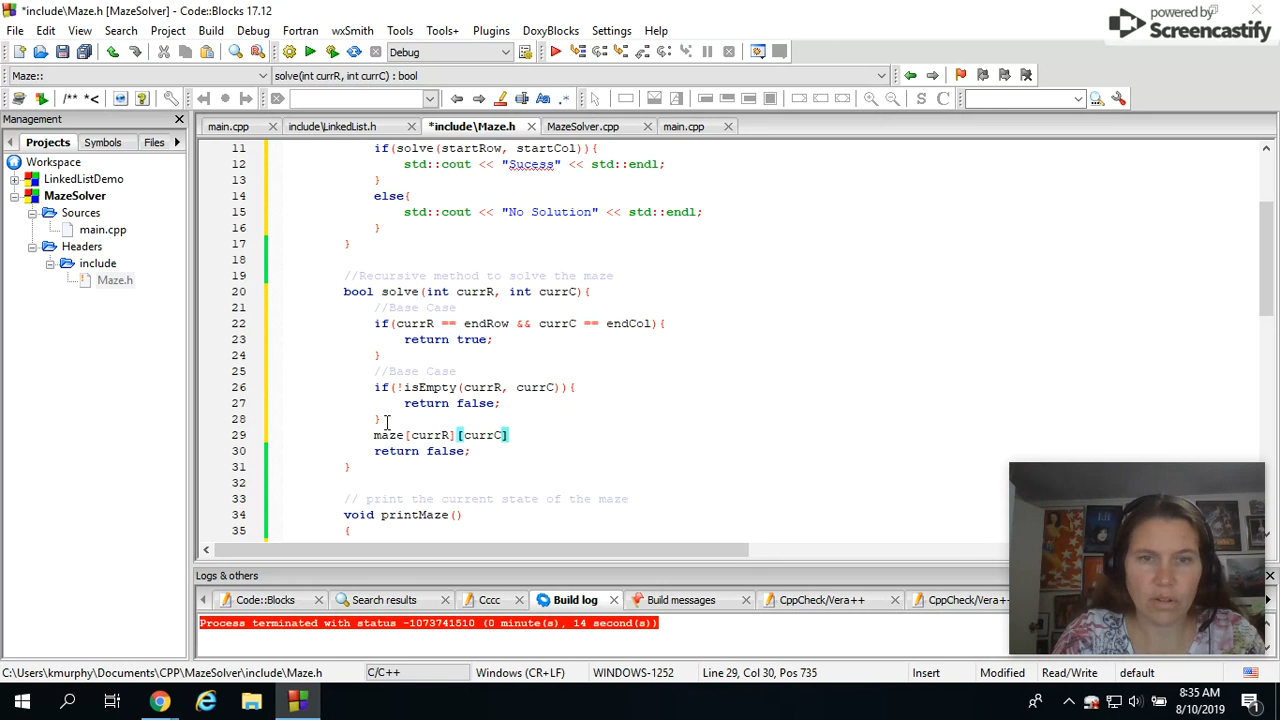 *include\Maze.h [MazeSolver] - Code::Blocks 17.12
powered by
Screencastify
File Edit View Search Project Build Debug Fortran wxSmith Tools Tools+ Plugins DoxyBlocks Settings Help
Debug
Maze:: solve(int currR, int currC) : bool
/** *<
Management
Projects Symbols Files
Workspace
LinkedListDemo
MazeSolver
Sources
main.cpp
Headers
include
Maze.h
main.cpp include\LinkedList.h *include\Maze.h MazeSolver.cpp main.cpp
11 if(solve(startRow, startCol)){
12 std::cout << "Sucess" << std::endl;
13 }
14 else{
15 std::cout << "No Solution" << std::endl;
16 }
17 }
18
19 //Recursive method to solve the maze
20 bool solve(int currR, int currC){
21 //Base Case
22 if(currR == endRow && currC == endCol){
23 return true;
24 }
25 //Base Case
26 if(!isEmpty(currR, currC)){
27 return false;
28 }
29 maze[currR][currC]
30 return false;
31 }
32
33 // print the current state of the maze
34 void printMaze()
35 {
Logs & others
Code::Blocks Search results Cccc Build log Build messages CppCheck/Vera++ CppCheck/Vera++
Process terminated with status -1073741510 (0 minute(s), 14 second(s))
C:\Users\kmurphy\Documents\CPP\MazeSolver\include\Maze.h C/C++ Windows (CR+LF) WINDOWS-1252 Line 29, Col 30, Pos 735 Insert Modified Read/Write default
8:35 AM
8/10/2019